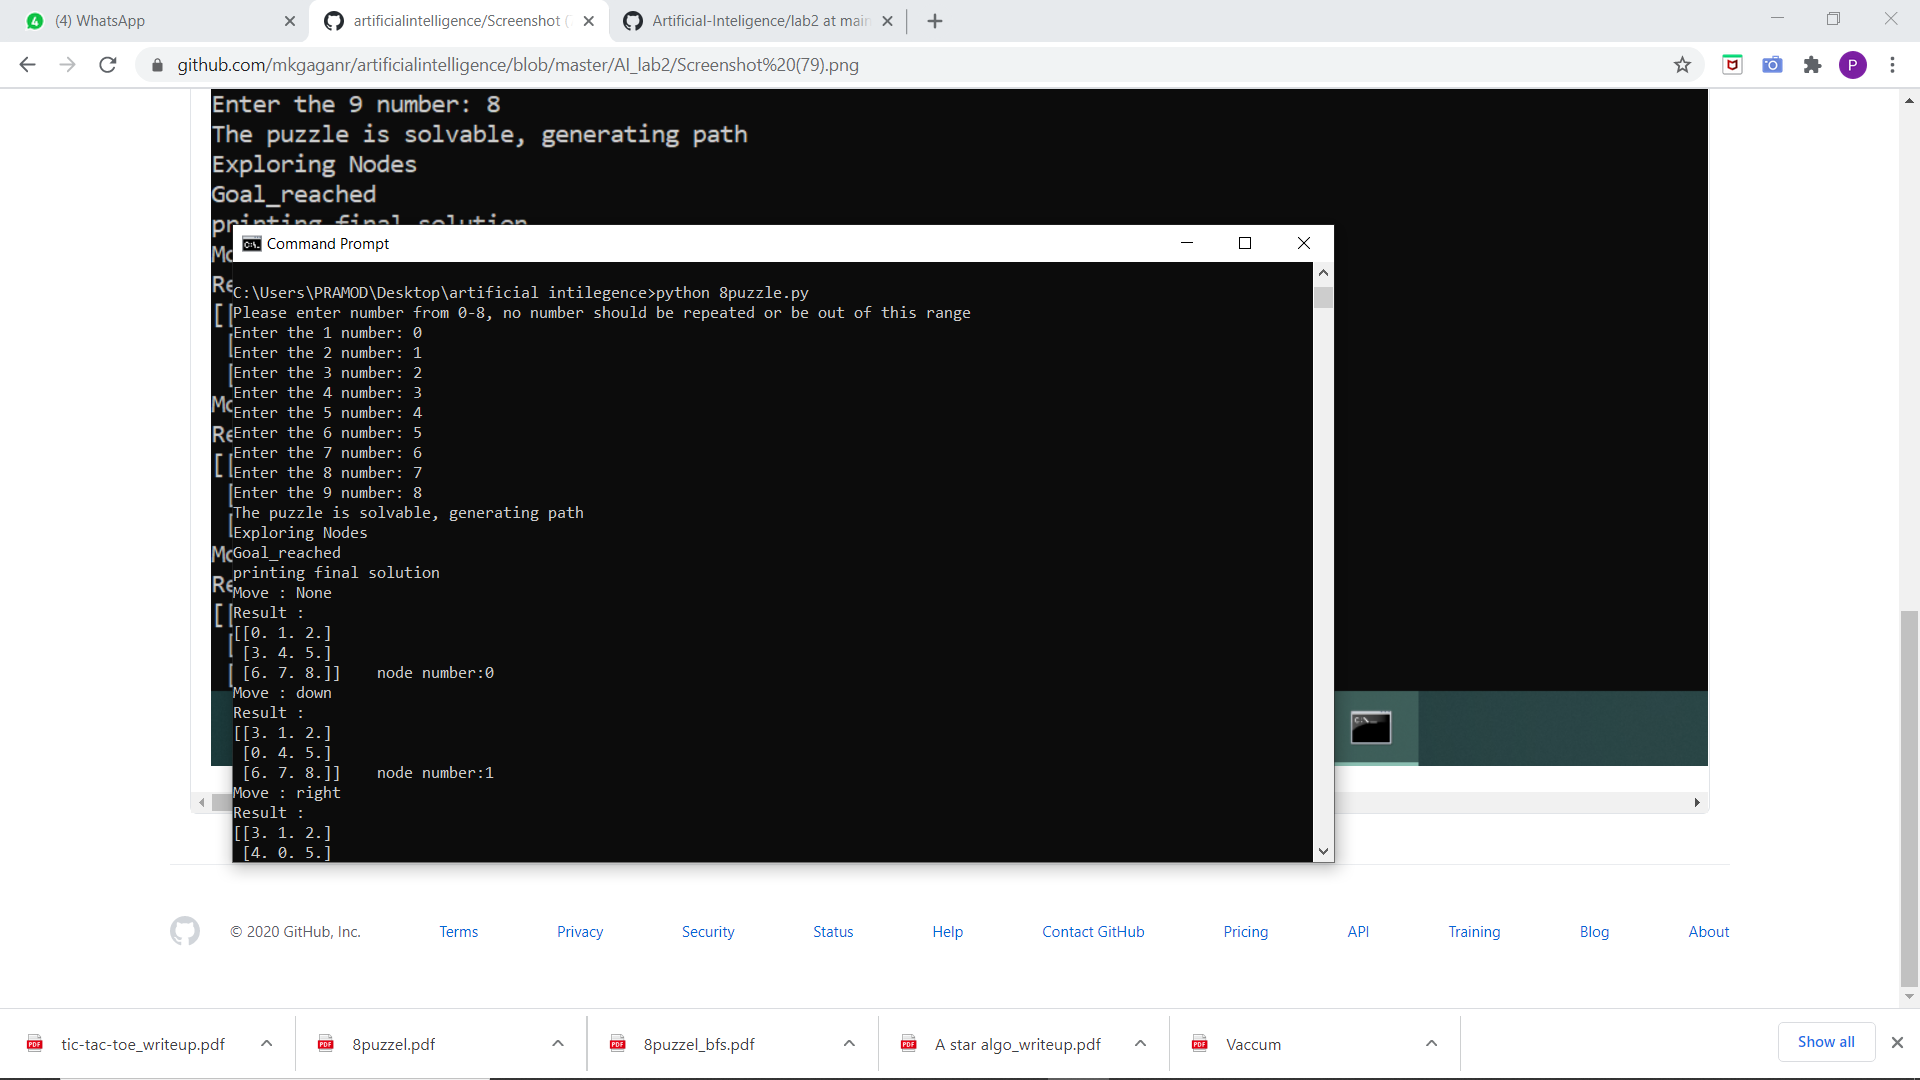 (4) WhatsApp
artificialintelligence/Screenshot (
Artificial-Inteligence/lab2 at main
github.com/mkgaganr/artificialintelligence/blob/master/AI_lab2/Screenshot%20(79).png
P
Enter the 9 number: 8
The puzzle is solvable, generating path
Exploring Nodes
Goal_reached
printing final solution
Command Prompt
C:\Users\PRAMOD\Desktop\artificial intilegence>python 8puzzle.py
Please enter number from 0-8, no number should be repeated or be out of this range
Enter the 1 number: 0
Enter the 2 number: 1
Enter the 3 number: 2
Enter the 4 number: 3
Enter the 5 number: 4
Enter the 6 number: 5
Enter the 7 number: 6
Enter the 8 number: 7
Enter the 9 number: 8
The puzzle is solvable, generating path
Exploring Nodes
Goal_reached
printing final solution
Move : None
Result :
[[0. 1. 2.]
 [3. 4. 5.]
 [6. 7. 8.]]    node number:0
Move : down
Result :
[[3. 1. 2.]
 [0. 4. 5.]
 [6. 7. 8.]]    node number:1
Move : right
Result :
[[3. 1. 2.]
 [4. 0. 5.]
© 2020 GitHub, Inc. Terms Privacy Security Status Help Contact GitHub Pricing API Training Blog About
tic-tac-toe_writeup.pdf 8puzzel.pdf 8puzzel_bfs.pdf A star algo_writeup.pdf Vaccum Show all